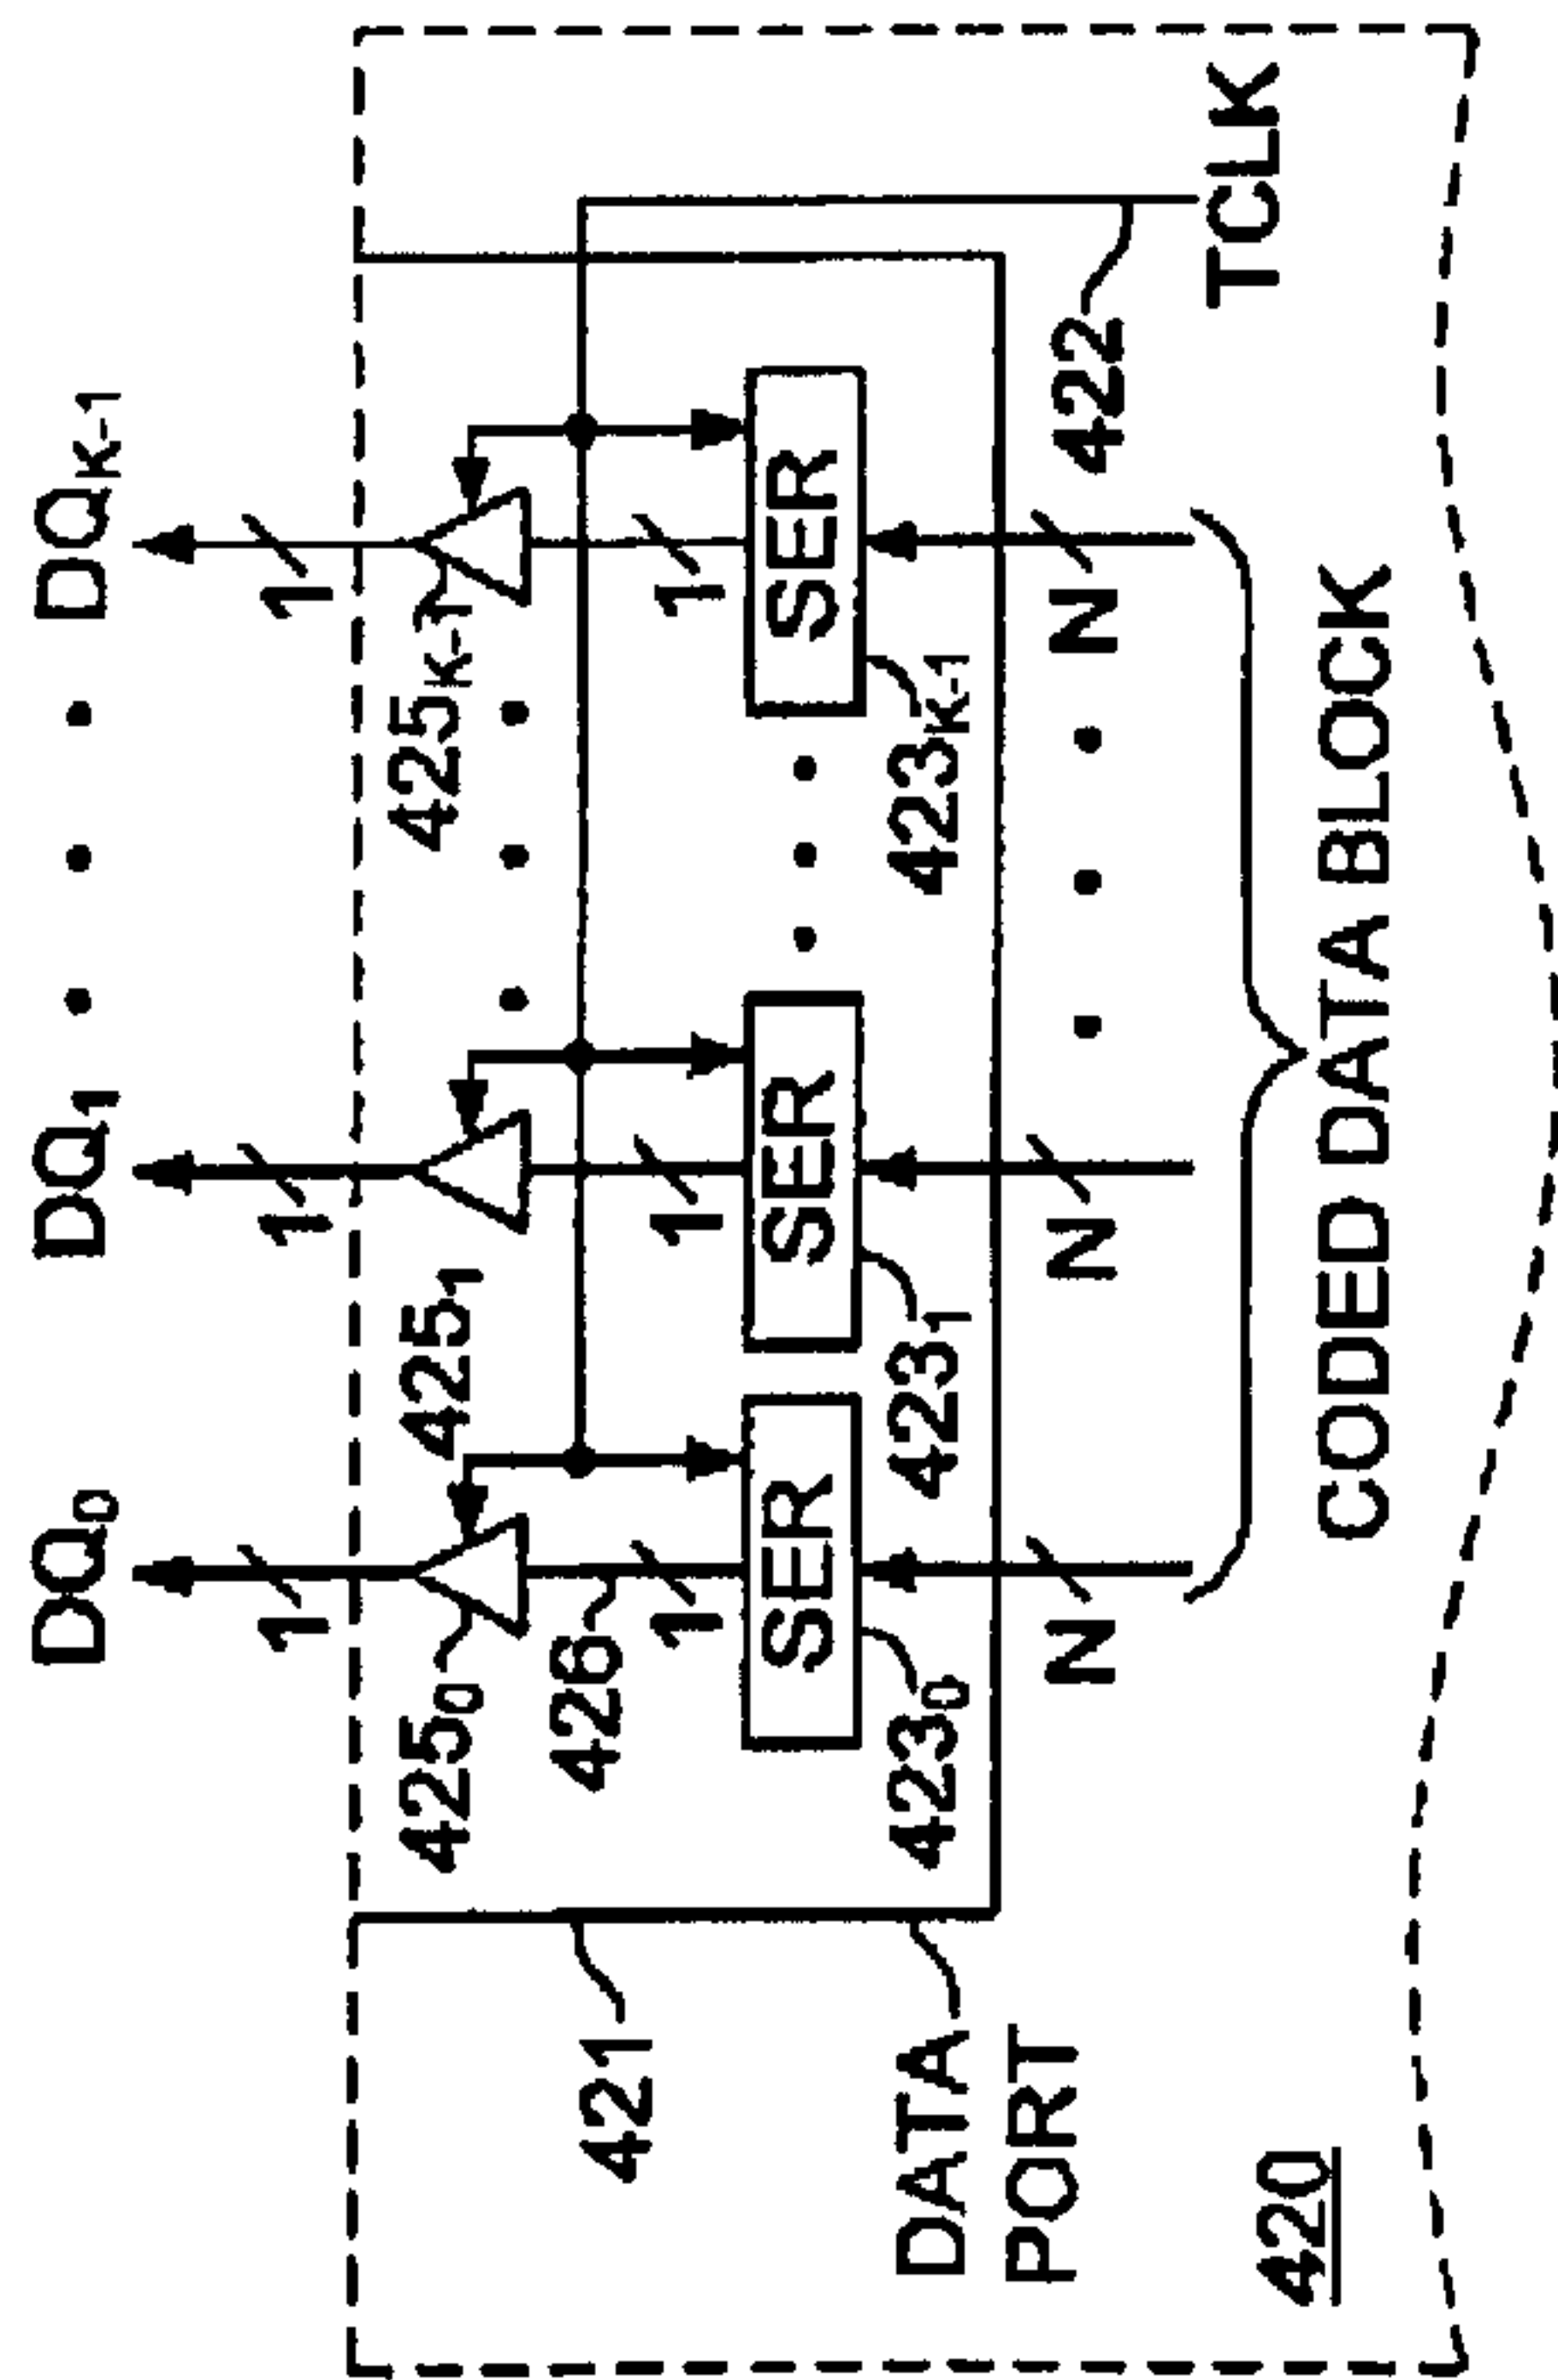 DQ₀ DQ₁ DQK-1
1 1 1
425₀ 425₁ 425K-1
421 426
1 1 1
SER SER SER
DATA PORT
423₀ 423₁ 423K-1
N N N 422
CODED DATA BLOCK
TCLK
420